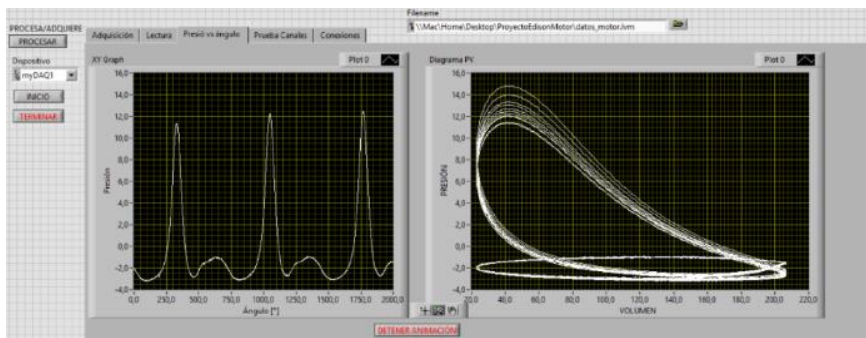 Filename
PROCESA/ADQUIERE
\\Mac\Home\Desktop\ProyectoEdisonMotor\datos_motor.lvm
PROCESAR
Adquisición Lectura Presió vs ángulo Prueba Canales Conexiones
Dispositivo
myDAQ1
INICIO
TERMINAR
XY Graph
Plot 0
16,0
14,0
12,0
10,0
8,0
6,0
4,0
2,0
0,0
-2,0
-4,0
Presión
0,0 250,0 500,0 750,0 1000,0 1250,0 1500,0 1750,0 2000,0
Ángulo [°]
Diagrama PV
Plot 0
16,0
14,0
12,0
10,0
8,0
6,0
4,0
2,0
0,0
-2,0
-4,0
PRESIÓN
20,0 40,0 60,0 80,0 100,0 120,0 140,0 160,0 180,0 200,0 220,0
VOLUMEN
DETENER ANIMACIÓN